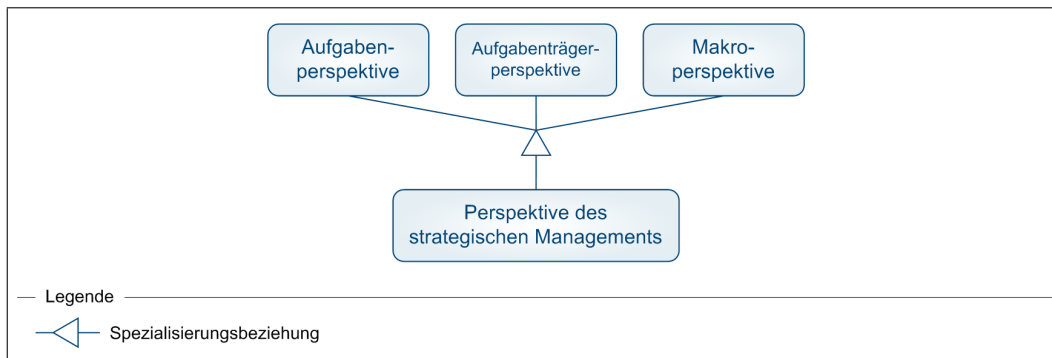 Aufgaben-
perspektive
Aufgabenträger-
perspektive
Makro-
perspektive
Perspektive des
strategischen Managements
Legende
Spezialisierungsbeziehung